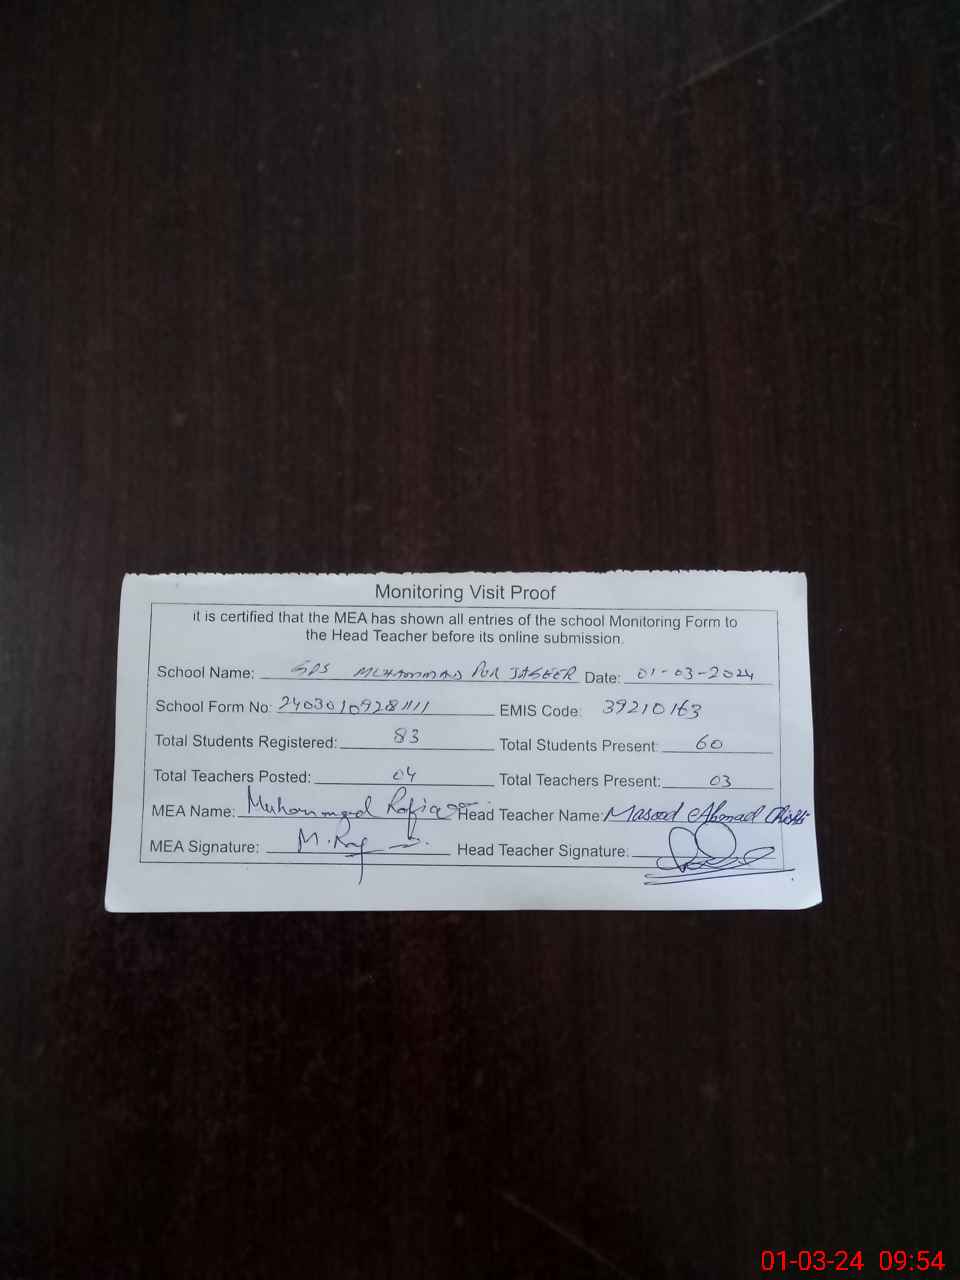 Monitoring Visit Proof
it is certified that the MEA has shown all entries of the school Monitoring Form to
the Head Teacher before its online submission.
School Name: GPS MUHAMMAD PUR JAGEER Date: 01-03-2024
School Form No: 24030109281111 EMIS Code: 39210163
Total Students Registered: 83 Total Students Present: 60
Total Teachers Posted: 04 Total Teachers Present: 03
MEA Name: Muhammad Rafiq Head Teacher Name: Masood Ahmad Chishti
MEA Signature: Head Teacher Signature:
01-03-24 09:54